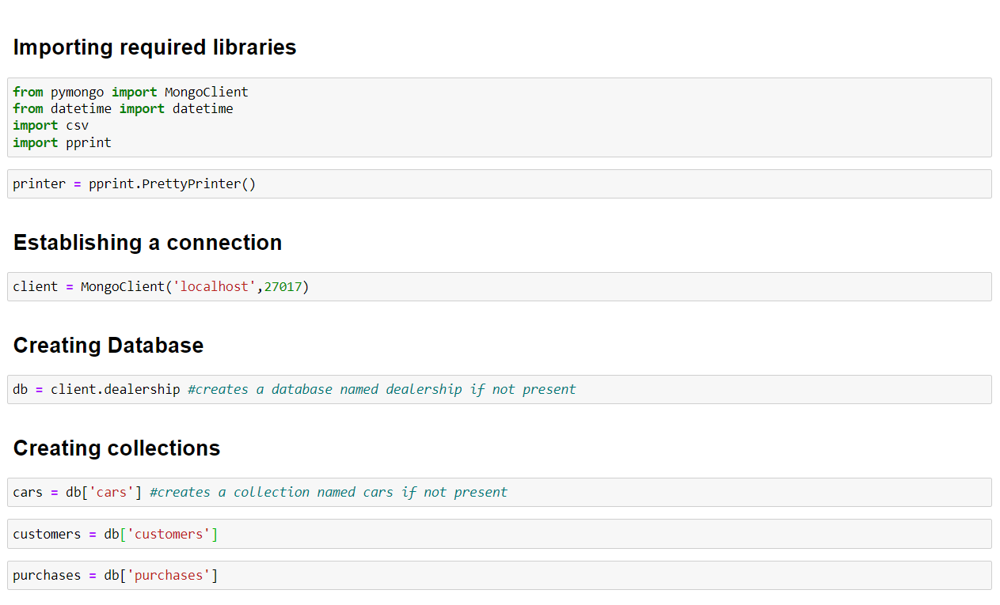 Importing required libraries
from pymongo import MongoClient
from datetime import datetime
import csv
import pprint
printer = pprint.PrettyPrinter()
Establishing a connection
client = MongoClient('localhost',27017)
Creating Database
db = client.dealership #creates a database named dealership if not present
Creating collections
cars = db['cars'] #creates a collection named cars if not present
customers = db['customers']
purchases = db['purchases']